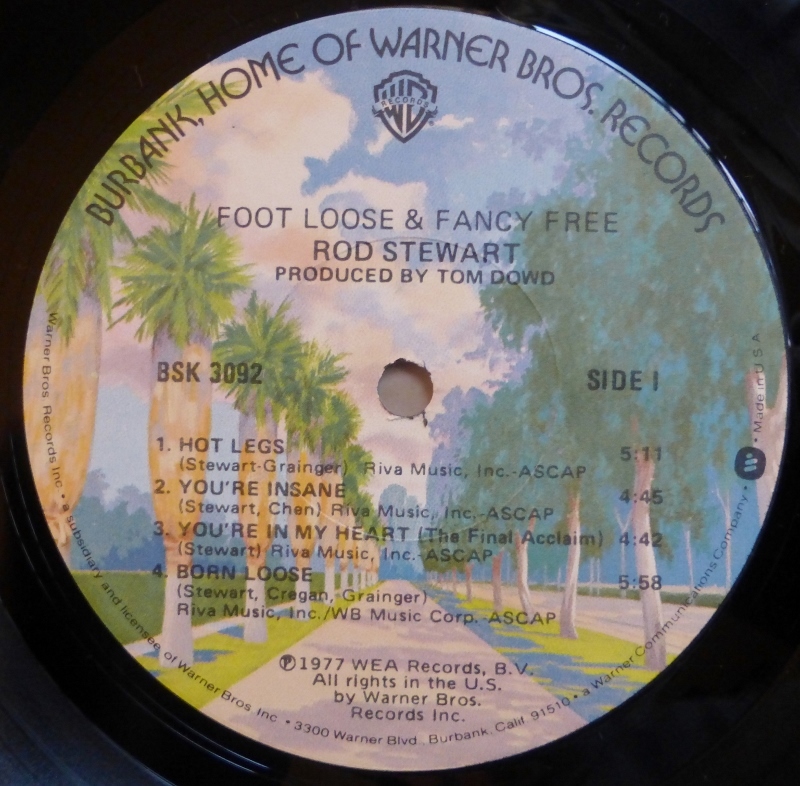 BURBANK, HOME OF WARNER BROS. RECORDS
W B
RECORDS
FOOT LOOSE & FANCY FREE
ROD STEWART
PRODUCED BY TOM DOWD
BSK 3092
SIDE I
1. HOT LEGS
(Stewart-Grainger) Riva Music, Inc.-ASCAP 5:11
2. YOU'RE INSANE
(Stewart, Chen) Riva Music, Inc.-ASCAP 4:45
3. YOU'RE IN MY HEART (The Final Acclaim) 4:42
(Stewart) Riva Music, Inc.-ASCAP
4. BORN LOOSE 5:58
(Stewart, Cregan, Grainger)
Riva Music, Inc./WB Music Corp.-ASCAP
℗1977 WEA Records, B.V.
All rights in the U.S.
by Warner Bros.
Records Inc.
Warner Bros. Records Inc. • a subsidiary and licensee of Warner Bros. Inc. • 3300 Warner Blvd., Burbank, Calif. 91510 • a Warner Communications Company • Made in U.S.A.